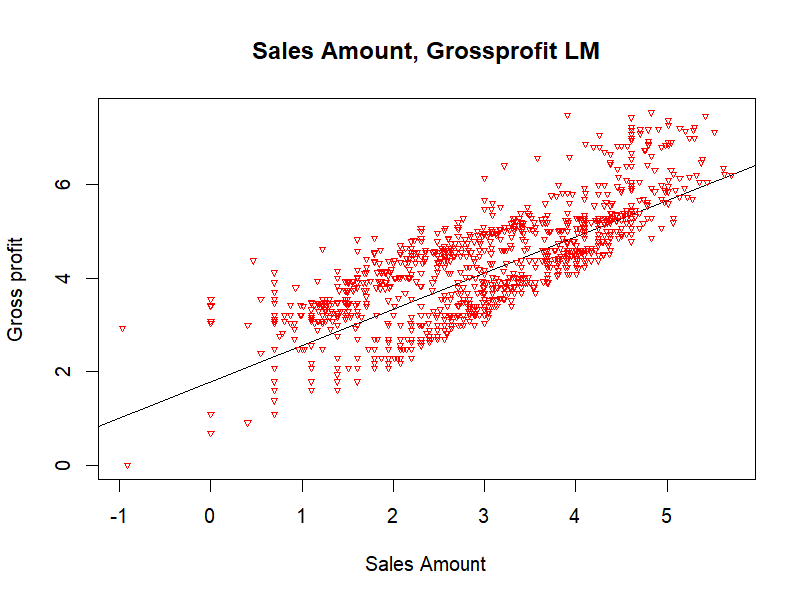 Sales Amount, Grossprofit LM
Gross profit
6
4
2
0
-1 0 1 2 3 4 5
Sales Amount